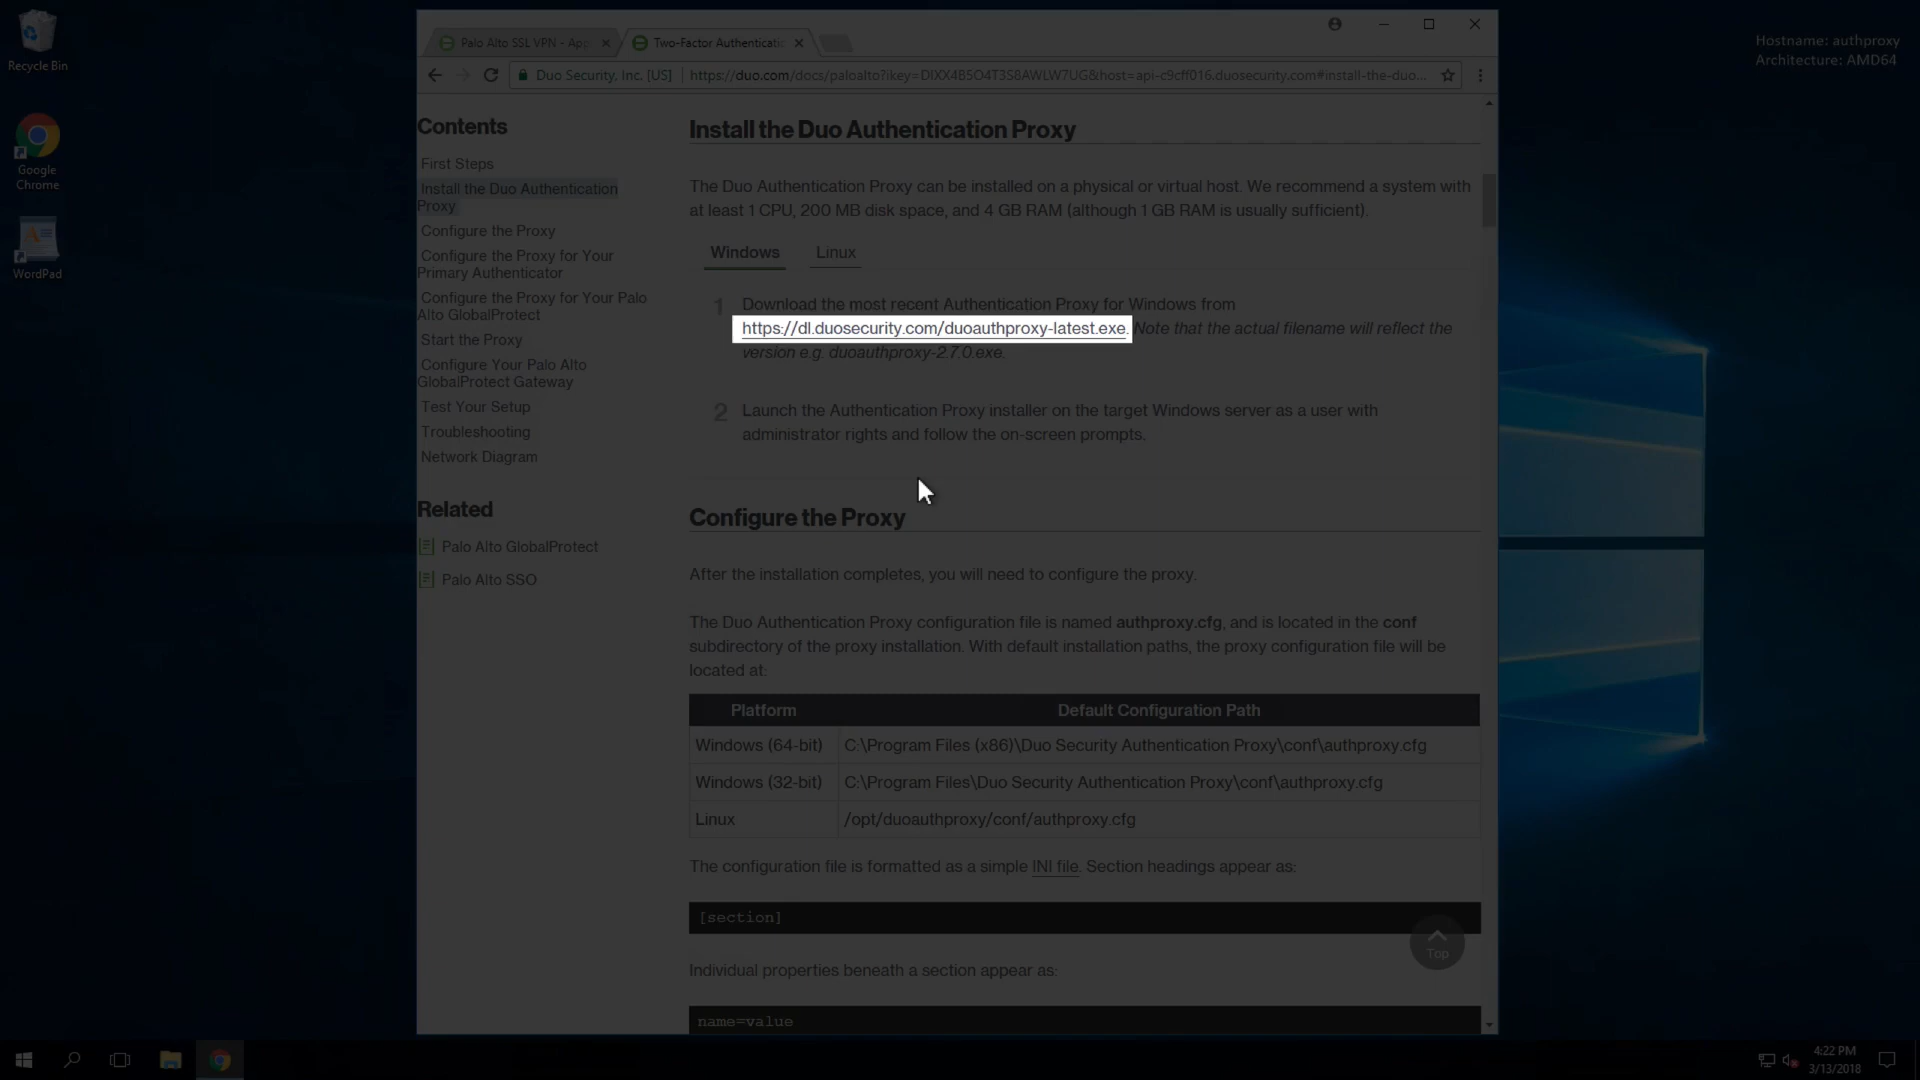 Recycle Bin
Google
Chrome
WordPad
Hostname: authproxy
Architecture: AMD64
Palo Alto SSL VPN - App
Two-Factor Authenticatio
Duo Security, Inc. [US]
https://duo.com/docs/paloalto?ikey=DIXX4B5O4T3S8AWLW7UG&host=api-c9cff016.duosecurity.com#install-the-duo...
Contents
First Steps
Install the Duo Authentication
Proxy
Configure the Proxy
Configure the Proxy for Your
Primary Authenticator
Configure the Proxy for Your Palo
Alto GlobalProtect
Start the Proxy
Configure Your Palo Alto
GlobalProtect Gateway
Test Your Setup
Troubleshooting
Network Diagram
Related
Palo Alto GlobalProtect
Palo Alto SSO
Install the Duo Authentication Proxy
The Duo Authentication Proxy can be installed on a physical or virtual host. We recommend a system with
at least 1 CPU, 200 MB disk space, and 4 GB RAM (although 1 GB RAM is usually sufficient).
Windows
Linux
1 Download the most recent Authentication Proxy for Windows from
https://dl.duosecurity.com/duoauthproxy-latest.exe. Note that the actual filename will reflect the
version e.g. duoauthproxy-2.7.0.exe.
2 Launch the Authentication Proxy installer on the target Windows server as a user with
administrator rights and follow the on-screen prompts.
Configure the Proxy
After the installation completes, you will need to configure the proxy.
The Duo Authentication Proxy configuration file is named authproxy.cfg, and is located in the conf
subdirectory of the proxy installation. With default installation paths, the proxy configuration file will be
located at:
Platform Default Configuration Path
Windows (64-bit) C:\Program Files (x86)\Duo Security Authentication Proxy\conf\authproxy.cfg
Windows (32-bit) C:\Program Files\Duo Security Authentication Proxy\conf\authproxy.cfg
Linux /opt/duoauthproxy/conf/authproxy.cfg
The configuration file is formatted as a simple INI file. Section headings appear as:
[section]
Top
Individual properties beneath a section appear as:
name=value
4:22 PM
3/13/2018